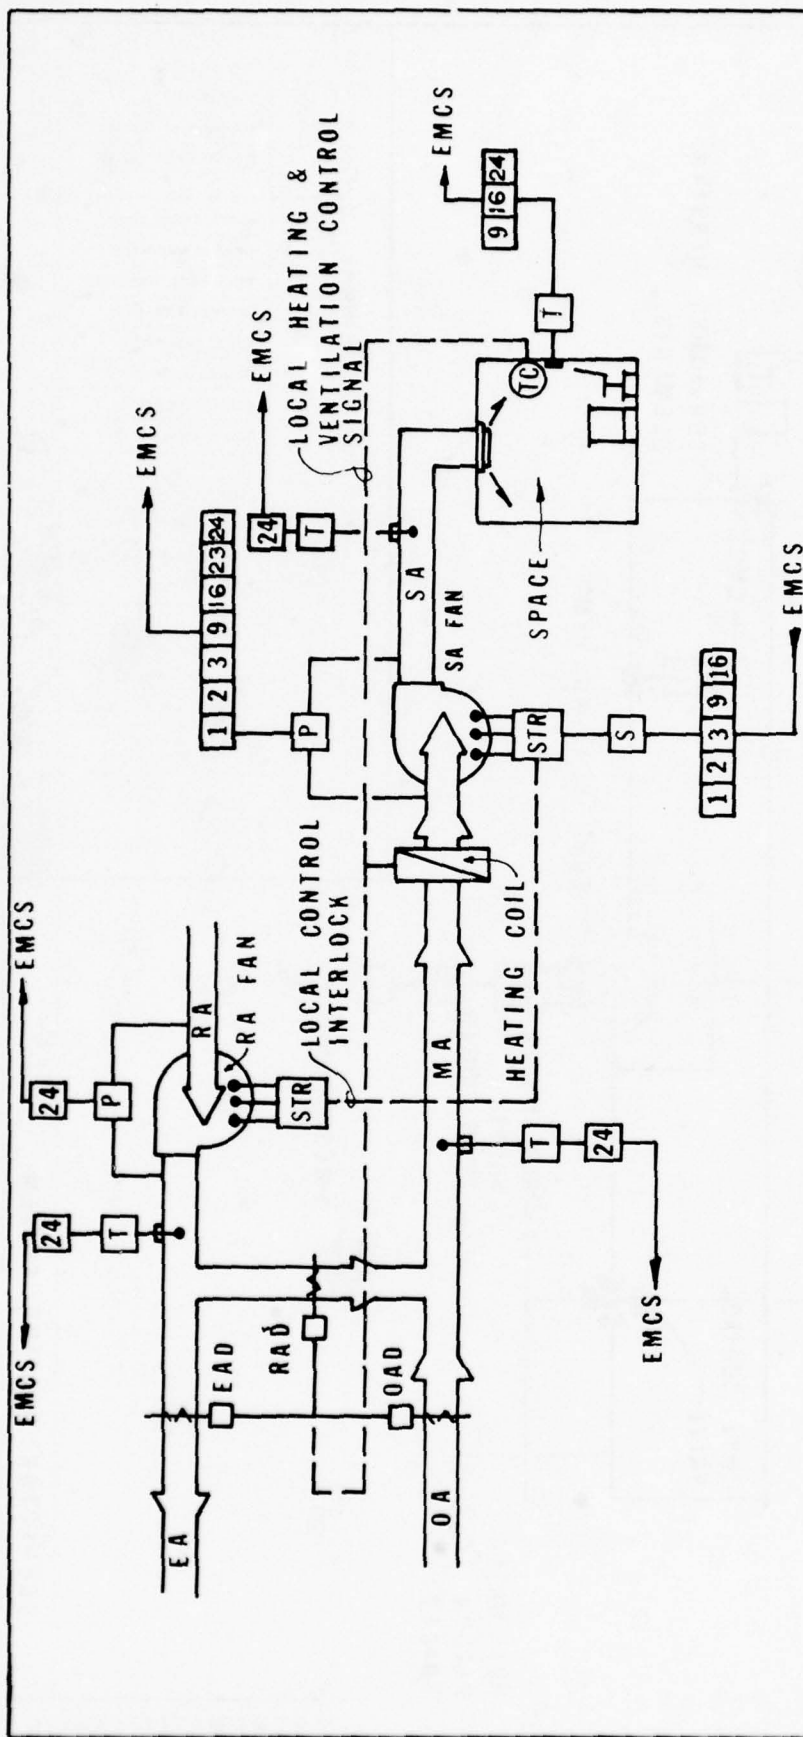 EMCS
24
T
EMCS
24
P
EA
RA
RA FAN
STR
EAD
RAD
OAD
OA
LOCAL CONTROL
INTERLOCK
MA
HEATING COIL
T
24
EMCS
EMCS
1 2 3 9 16 23 24
P
EMCS
24
T
LOCAL HEATING &
VENTILATION CONTROL
SIGNAL
SA
SA FAN
STR
S
1 2 3 9 16
EMCS
SPACE
TC
T
9 16 24
EMCS